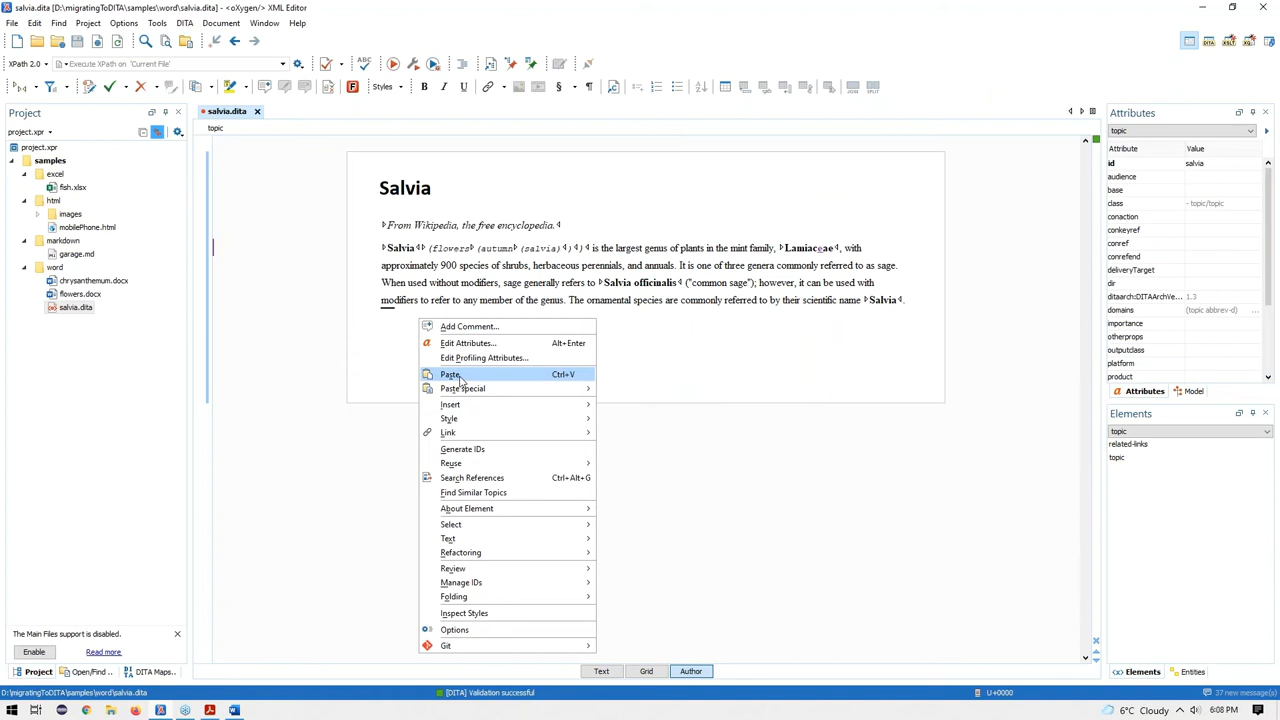 salvia.dita [D:\migratingToDITA\samples\word\salvia.dita] - <oXygen/> XML Editor
File Edit Find Project Options Tools DITA Document Window Help
XPath 2.0 Execute XPath on 'Current File'
Styles B I U § ¶
Project
project.xpr
project.xpr
samples
excel
fish.xlsx
html
images
mobilePhone.html
markdown
garage.md
word
chrysanthemum.docx
flowers.docx
salvia.dita
The Main Files support is disabled.
Enable Read more
Project Open/Find .. DITA Maps..
salvia.dita
topic
Salvia
From Wikipedia, the free encyclopedia.
Salvia (flowers (autumn (salvia))) is the largest genus of plants in the mint family, Lamiaceae, with
approximately 900 species of shrubs, herbaceous perennials, and annuals. It is one of three genera commonly referred to as sage.
When used without modifiers, sage generally refers to Salvia officinalis ("common sage"); however, it can be used with
modifiers to refer to any member of the genus. The ornamental species are commonly referred to by their scientific name Salvia.
Add Comment...
Edit Attributes... Alt+Enter
Edit Profiling Attributes...
Paste Ctrl+V
Paste special
Insert
Style
Link
Generate IDs
Reuse
Search References Ctrl+Alt+G
Find Similar Topics
About Element
Select
Text
Refactoring
Review
Manage IDs
Folding
Inspect Styles
Options
Git
Text Grid Author
Attributes
topic
Attribute Value
id salvia
audience
base
class - topic/topic
conaction
conkeyref
conref
conrefend
deliveryTarget
ditaarch:DITAArchVe... 1.3
domains (topic abbrev-d) ...
importance
otherprops
outputclass
platform
product
Attributes Model
Elements
topic
related-links
topic
Elements Entities
D:\migratingToDITA\samples\word\salvia.dita [DITA] Validation successful U+0000 37 new message(s)
6°C Cloudy 6:08 PM